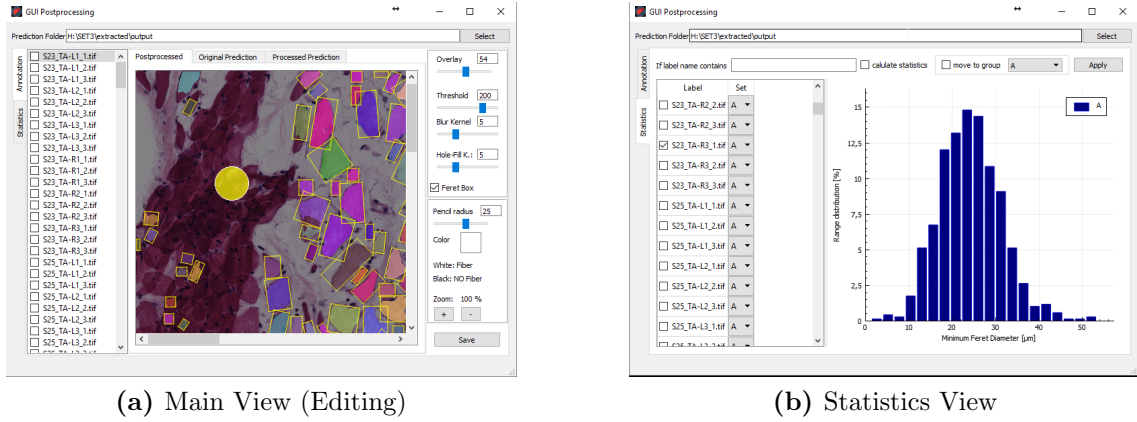 GUI Postprocessing
Prediction Folder H:\SET3\extracted\output Select
Annotation
Statistics
S23_TA-L1_1.tif
S23_TA-L1_2.tif
S23_TA-L1_3.tif
S23_TA-L2_1.tif
S23_TA-L2_2.tif
S23_TA-L2_3.tif
S23_TA-L3_1.tif
S23_TA-L3_2.tif
S23_TA-L3_3.tif
S23_TA-R1_1.tif
S23_TA-R1_2.tif
S23_TA-R1_3.tif
S23_TA-R2_1.tif
S23_TA-R2_2.tif
S23_TA-R2_3.tif
S23_TA-R3_1.tif
S23_TA-R3_2.tif
S23_TA-R3_3.tif
S25_TA-L1_1.tif
S25_TA-L1_2.tif
S25_TA-L1_3.tif
S25_TA-L2_1.tif
S25_TA-L2_2.tif
S25_TA-L2_3.tif
S25_TA-L3_1.tif
S25_TA-L3_2.tif
S25_TA-L3_3.tif
Postprocessed Original Prediction Processed Prediction
Overlay 54
Threshold 200
Blur Kernel 5
Hole-Fill K.: 5
Feret Box
Pencil radius 25
Color
White: Fiber
Black: NO Fiber
Zoom: 100 %
+ -
Save
(a) Main View (Editing)
GUI Postprocessing
Prediction Folder H:\SET3\extracted\output Select
Annotation
Statistics
If label name contains calulate statistics move to group A Apply
Label Set
S23_TA-R2_2.tif A
S23_TA-R2_3.tif A
S23_TA-R3_1.tif A
S23_TA-R3_2.tif A
S23_TA-R3_3.tif A
S25_TA-L1_1.tif A
S25_TA-L1_2.tif A
S25_TA-L1_3.tif A
S25_TA-L2_1.tif A
S25_TA-L2_2.tif A
S25_TA-L2_3.tif A
S25_TA-L3_1.tif A
S25_TA-L3_2.tif A
A
Range distribution [%]
15
12,5
10
7,5
5
2,5
0
0 10 20 30 40 50
Minimum Feret Diameter [µm]
(b) Statistics View